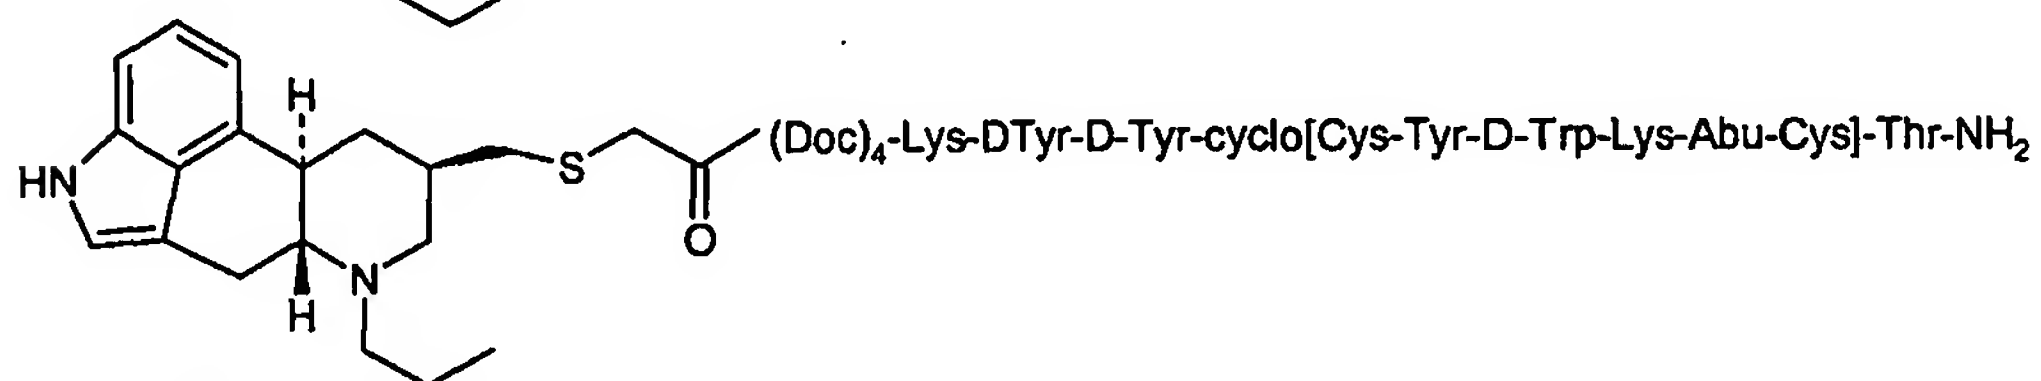 H
(Doc)4-Lys-DTyr-D-Tyr-cyclo[Cys-Tyr-D-Trp-Lys-Abu-Cys]-Thr-NH2
S
HN
O
N
H